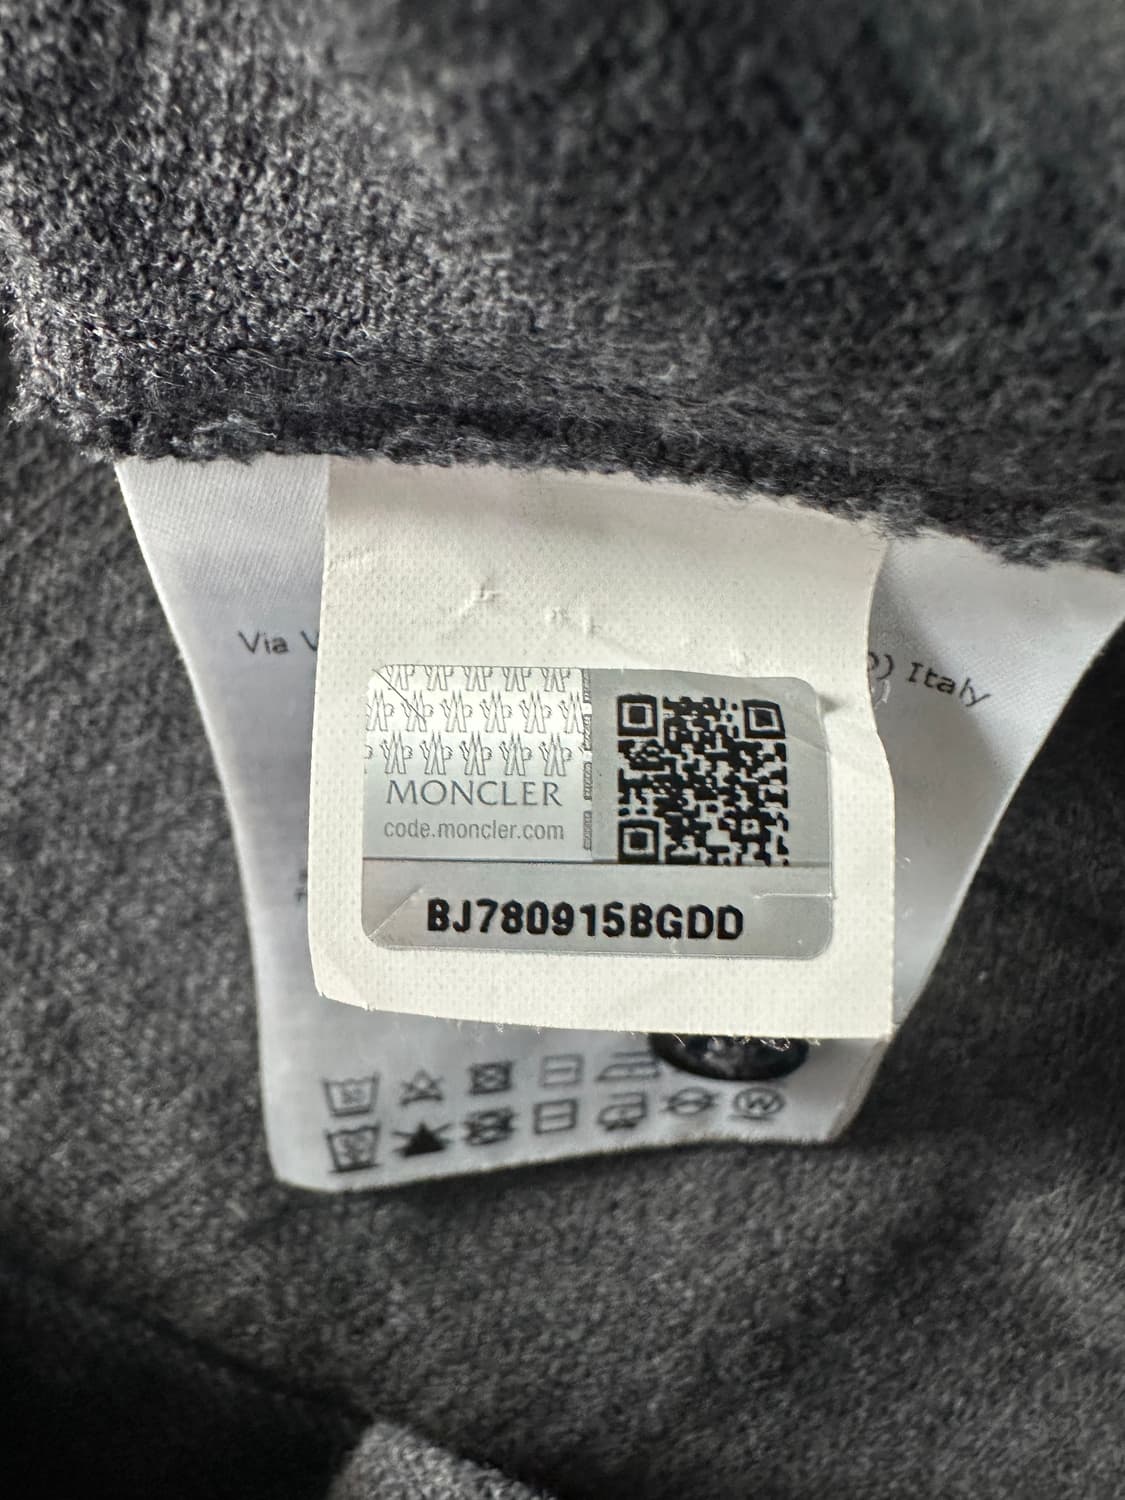 Via
) Italy
MONCLER
code.moncler.com
BJ780915BGDD